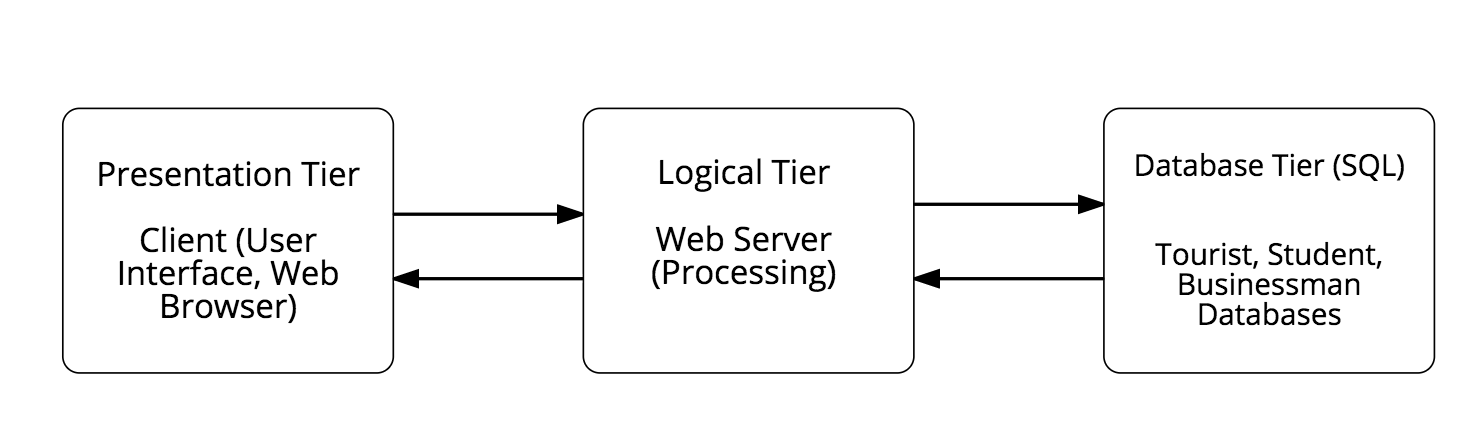 Presentation Tier
Client (User
Interface, Web
Browser)
Logical Tier
Web Server
(Processing)
Database Tier (SQL)
Tourist, Student,
Businessman
Databases